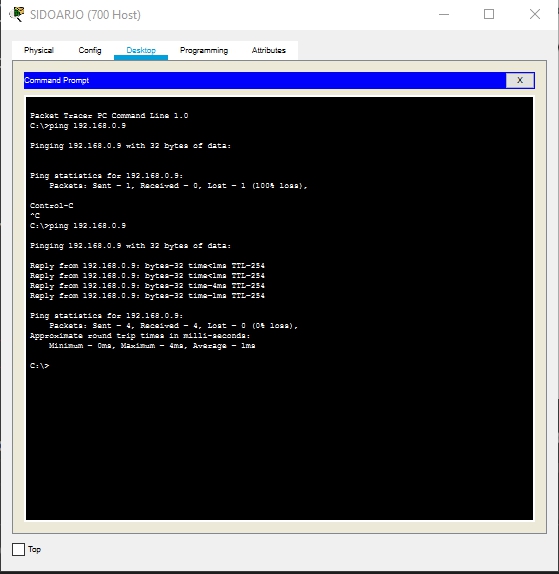 SIDOARJO (700 Host)
Physical Config Desktop Programming Attributes
Command Prompt X
Packet Tracer PC Command Line 1.0
C:\>ping 192.168.0.9
Pinging 192.168.0.9 with 32 bytes of data:
Ping statistics for 192.168.0.9:
Packets: Sent = 1, Received = 0, Lost = 1 (100% loss),
Control-C
^C
C:\>ping 192.168.0.9
Pinging 192.168.0.9 with 32 bytes of data:
Reply from 192.168.0.9: bytes=32 time<1ms TTL=254
Reply from 192.168.0.9: bytes=32 time<1ms TTL=254
Reply from 192.168.0.9: bytes=32 time=4ms TTL=254
Reply from 192.168.0.9: bytes=32 time=1ms TTL=254
Ping statistics for 192.168.0.9:
Packets: Sent = 4, Received = 4, Lost = 0 (0% loss),
Approximate round trip times in milli-seconds:
Minimum = 0ms, Maximum = 4ms, Average = 1ms
C:\>
Top